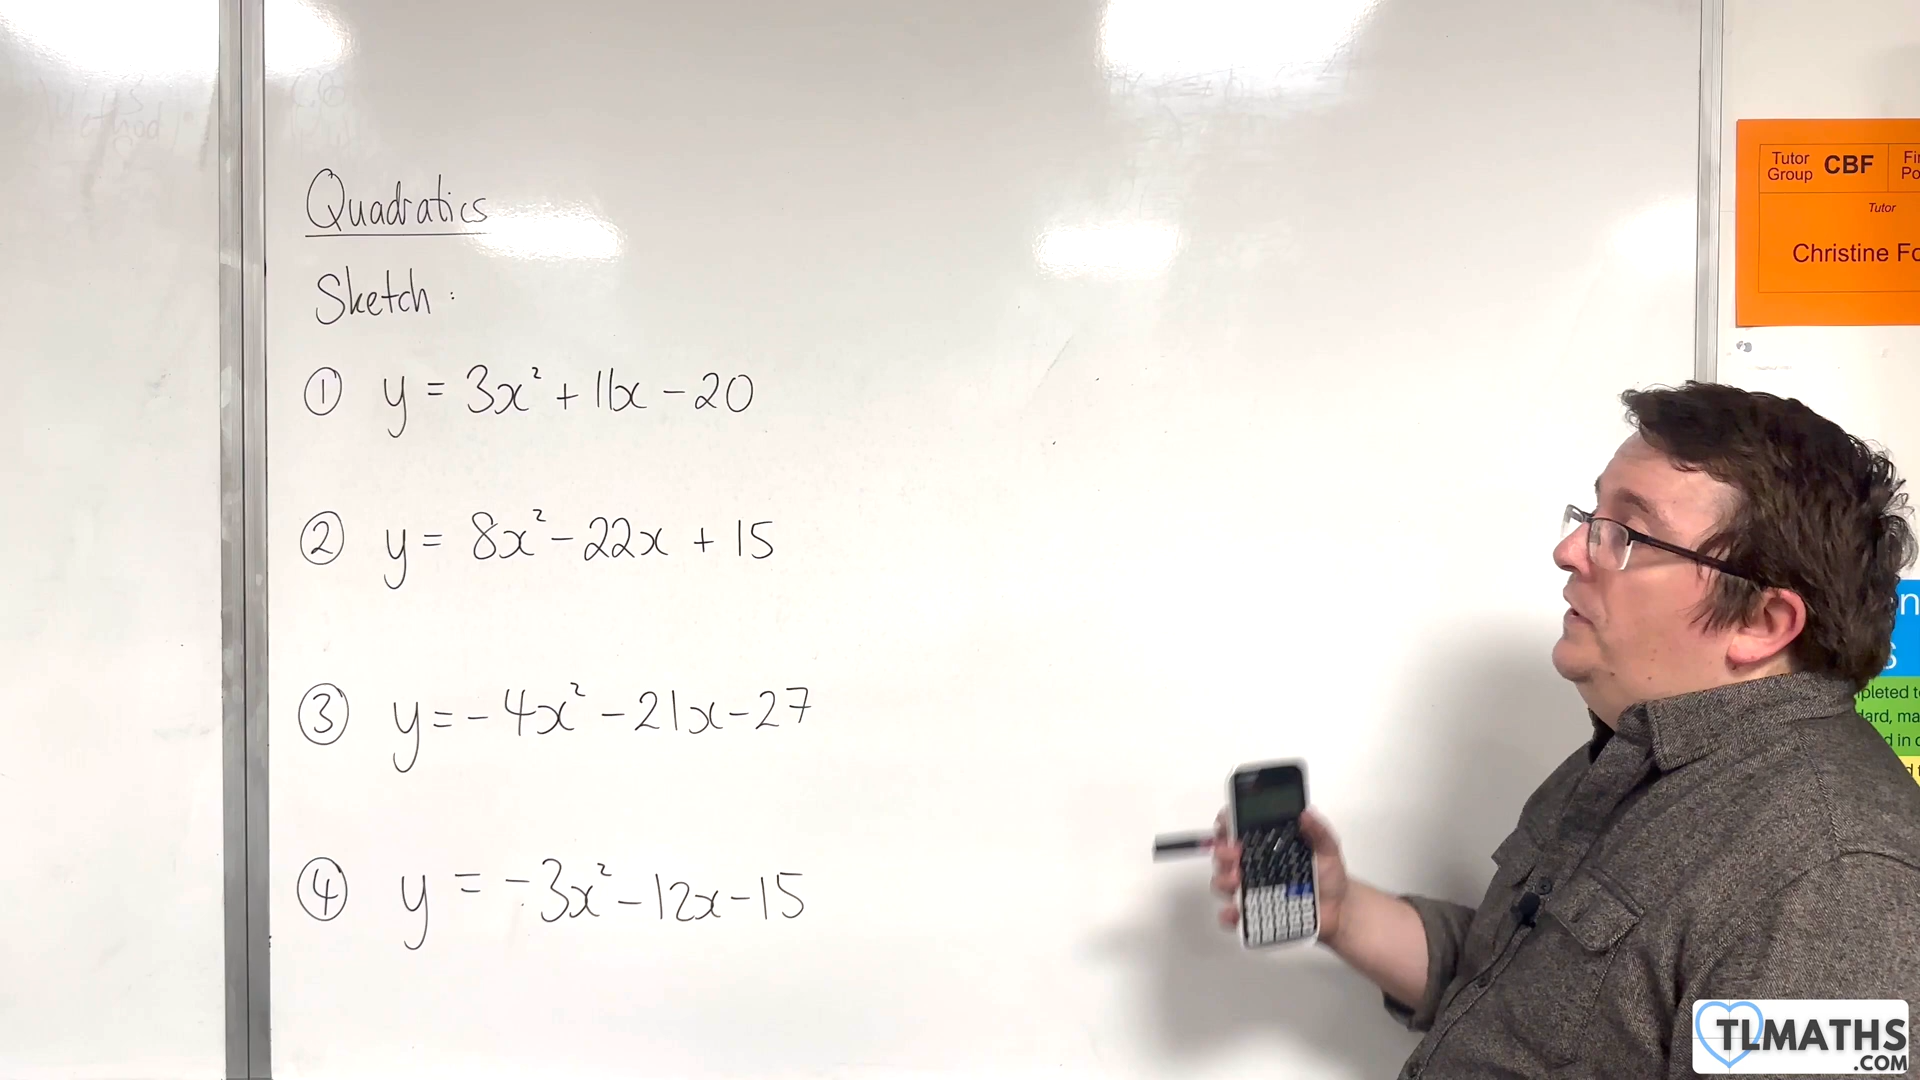 Quadratics
Sketch:
① y = 3x² + 11x - 20
② y = 8x² - 22x + 15
③ y = - 4x² - 21x - 27
④ y = -3x² - 12x - 15
Tutor Group CBF
Tutor
Christine Fo
TLMATHS
.COM